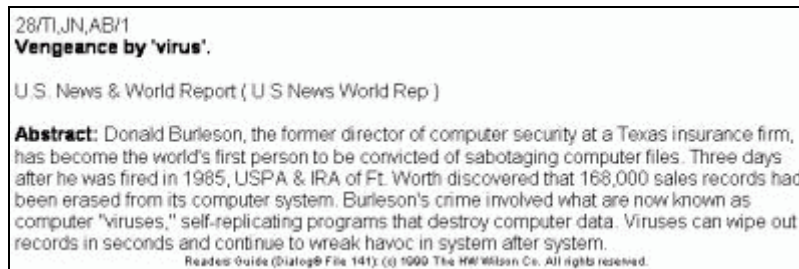 28/TI,JN,AB/1
Vengeance by 'virus'.
U.S. News & World Report ( U S News World Rep )
Abstract: Donald Burleson, the former director of computer security at a Texas insurance firm,
has become the world's first person to be convicted of sabotaging computer files. Three days
after he was fired in 1985, USPA & IRA of Ft. Worth discovered that 168,000 sales records had
been erased from its computer system. Burleson's crime involved what are now known as
computer "viruses," self-replicating programs that destroy computer data. Viruses can wipe out
records in seconds and continue to wreak havoc in system after system.
Readers Guide (Dialog® File 141): (c) 1999 The HW Wilson Co. All rights reserved.